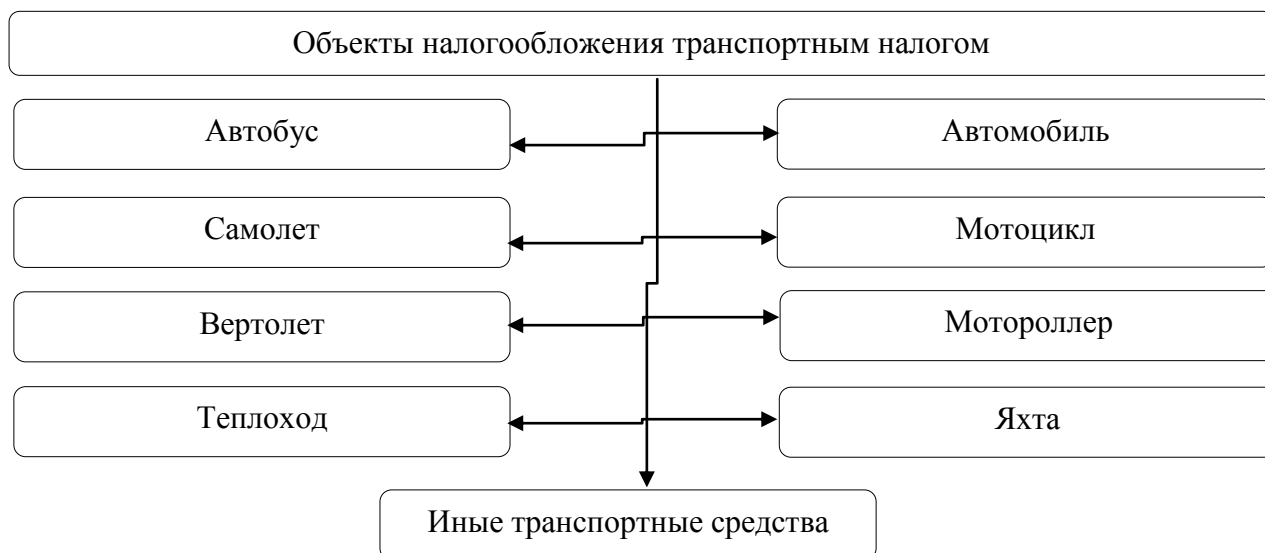 Объекты налогообложения транспортным налогом
Автобус
Автомобиль
Самолет
Мотоцикл
Вертолет
Мотороллер
Теплоход
Яхта
Иные транспортные средства